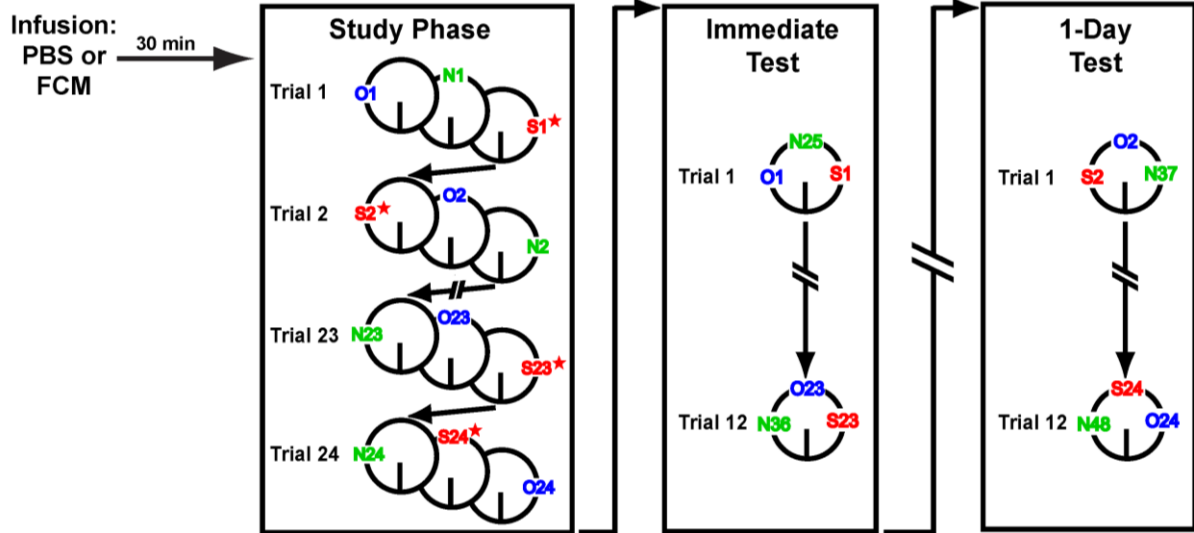 Infusion:
PBS or
FCM
30 min
Study Phase
Trial 1
O1
N1
S1★
Trial 2
S2★
O2
N2
Trial 23
N23
O23
S23★
Trial 24
N24
S24★
O24
Immediate
Test
Trial 1
O1
N25
S1
Trial 12
N36
O23
S23
1-Day
Test
Trial 1
S2
O2
N37
Trial 12
N48
S24
O24